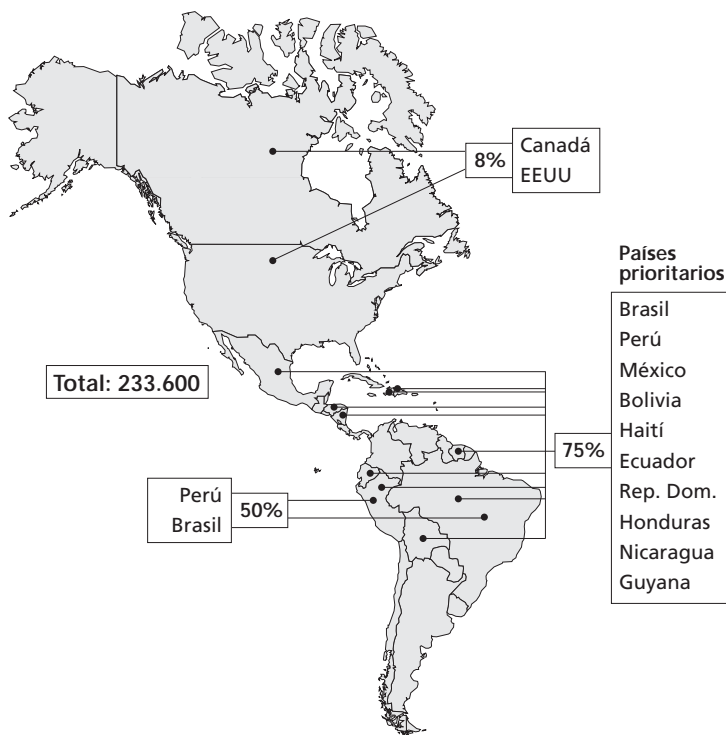 Canadá
8%
EEUU
Países
prioritarios
Brasil
Perú
México
Total: 233.600
Bolivia
Haití
75%
Ecuador
Rep. Dom.
Honduras
Nicaragua
Guyana
Perú
50%
Brasil